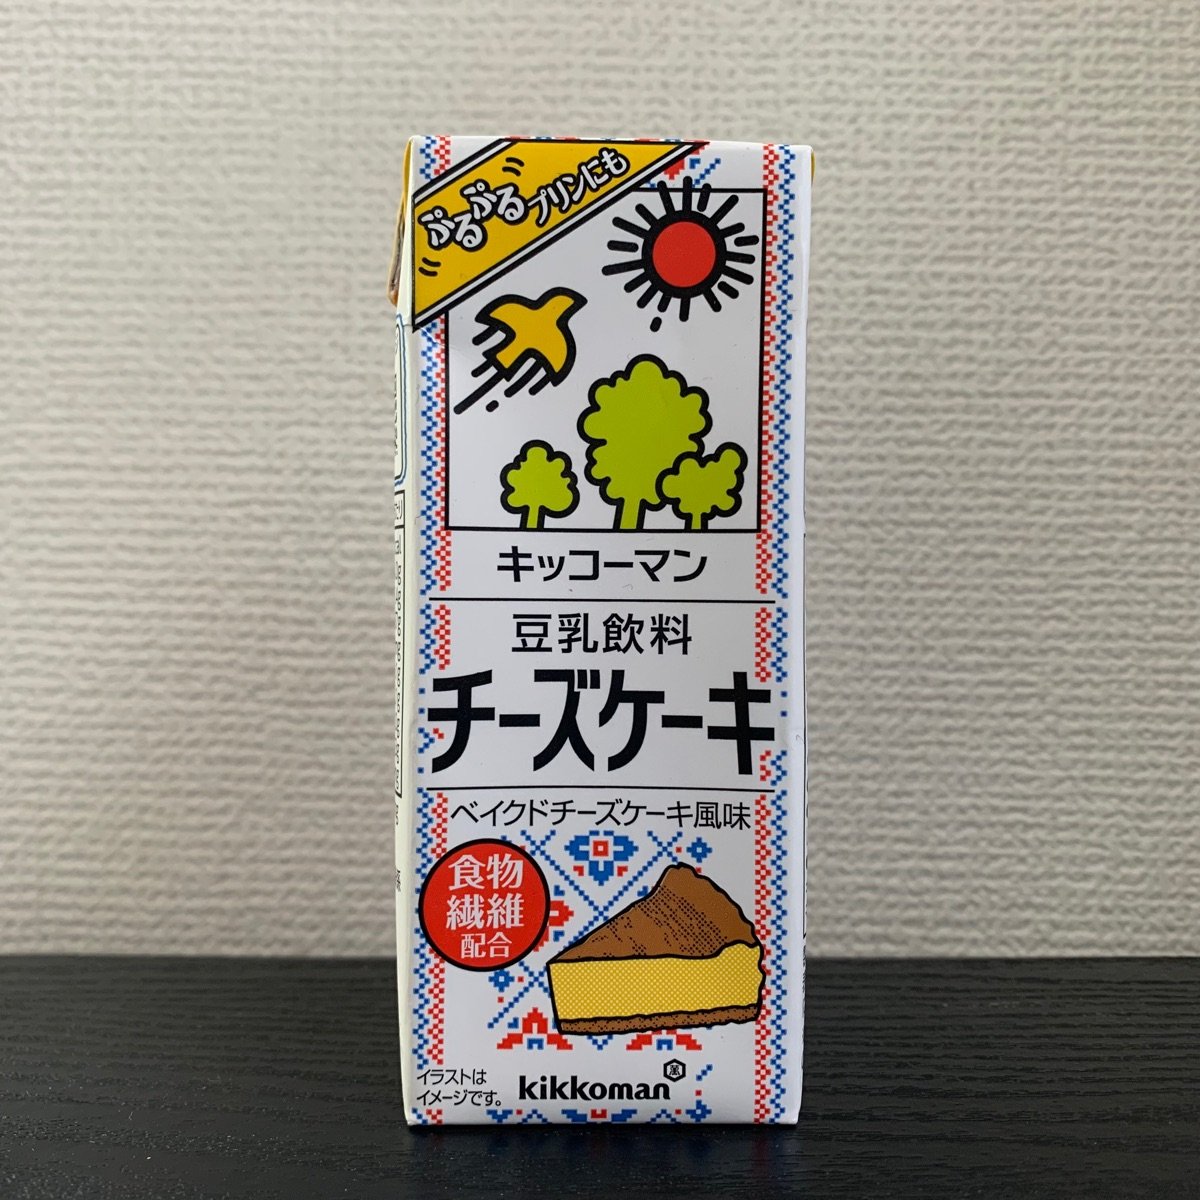 ぷるぷるプリンにも
キッコーマン
豆乳飲料
チーズケーキ
ベイクドチーズケーキ風味
食物
繊維
配合
イラストは
イメージです。
kikkoman
萬